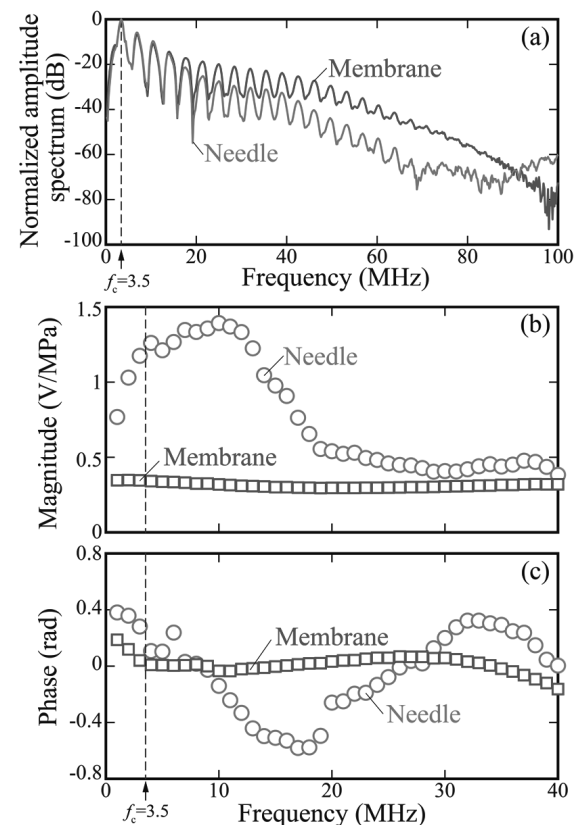 (a)
Normalized amplitude
spectrum (dB)
0
-20
-40
-60
-80
-100
Membrane
Needle
0
20
40
60
80
100
fc=3.5
Frequency (MHz)
(b)
Magnitude (V/MPa)
1.5
1
0.5
0
Needle
Membrane
(c)
Phase (rad)
0.8
0.4
0
-0.4
-0.8
Membrane
Needle
0
10
20
30
40
fc=3.5
Frequency (MHz)